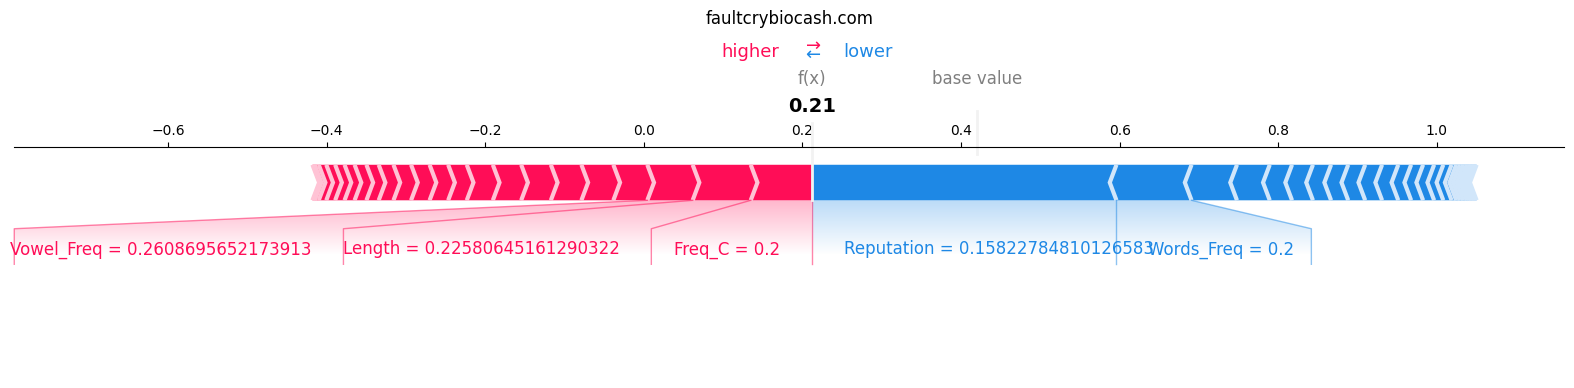 faultcrybiocash.com
higher ⇄ lower
f(x) base value
0.21
−0.6 −0.4 −0.2 0.0 0.2 0.4 0.6 0.8 1.0
Vowel_Freq = 0.2608695652173913 Length = 0.22580645161290322 Freq_C = 0.2 Reputation = 0.15822784810126583 Words_Freq = 0.2